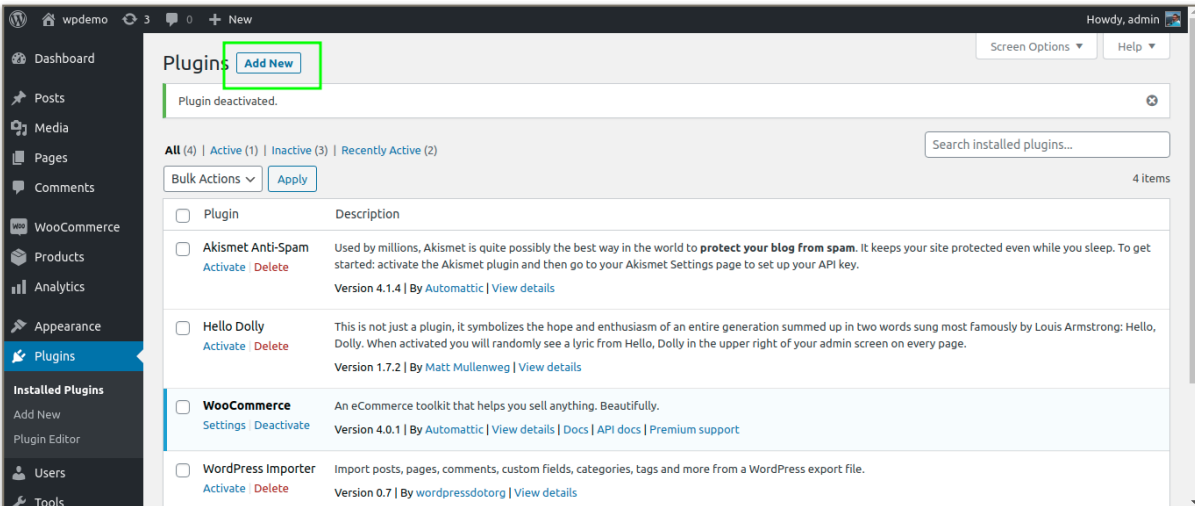 wpdemo 3 0 + New Howdy, admin
Dashboard
Posts
Media
Pages
Comments
WooCommerce
Products
Analytics
Appearance
Plugins
Installed Plugins
Add New
Plugin Editor
Users
Tools
Screen Options ▼ Help ▼
Plugins Add New
Plugin deactivated.
All (4) | Active (1) | Inactive (3) | Recently Active (2)
Search installed plugins...
Bulk Actions Apply
4 items
Plugin Description
Akismet Anti-Spam
Activate | Delete
Used by millions, Akismet is quite possibly the best way in the world to protect your blog from spam. It keeps your site protected even while you sleep. To get
started: activate the Akismet plugin and then go to your Akismet Settings page to set up your API key.
Version 4.1.4 | By Automattic | View details
Hello Dolly
Activate | Delete
This is not just a plugin, it symbolizes the hope and enthusiasm of an entire generation summed up in two words sung most famously by Louis Armstrong: Hello,
Dolly. When activated you will randomly see a lyric from Hello, Dolly in the upper right of your admin screen on every page.
Version 1.7.2 | By Matt Mullenweg | View details
WooCommerce
Settings | Deactivate
An eCommerce toolkit that helps you sell anything. Beautifully.
Version 4.0.1 | By Automattic | View details | Docs | API docs | Premium support
WordPress Importer
Activate | Delete
Import posts, pages, comments, custom fields, categories, tags and more from a WordPress export file.
Version 0.7 | By wordpressdotorg | View details